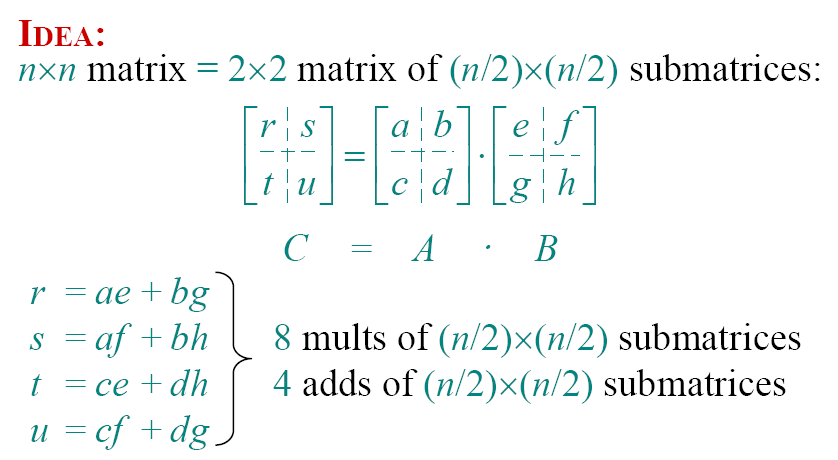 IDEA:
n×n matrix = 2×2 matrix of (n/2)×(n/2) submatrices:
r s = a b · e f
t u c d g h
C = A · B
r = ae + bg
s = af + bh
t = ce + dh
u = cf + dg
8 mults of (n/2)×(n/2) submatrices
4 adds of (n/2)×(n/2) submatrices